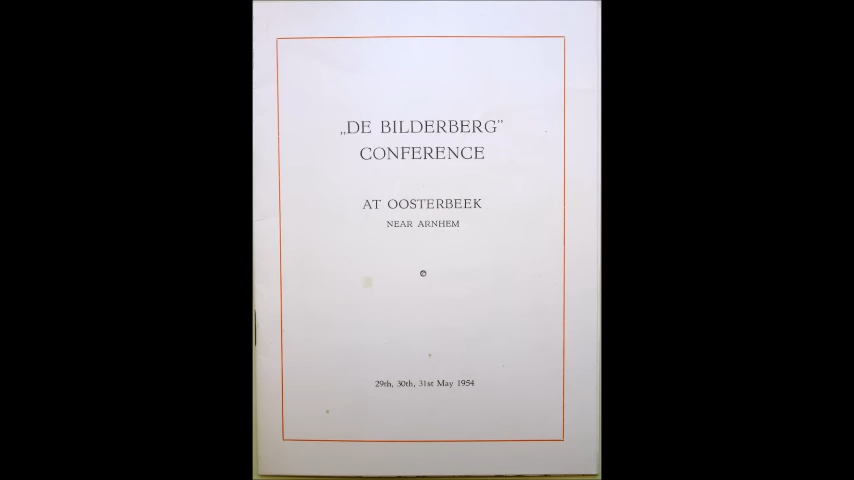 „DE BILDERBERG”
CONFERENCE
AT OOSTERBEEK
NEAR ARNHEM
29th, 30th, 31st May 1954